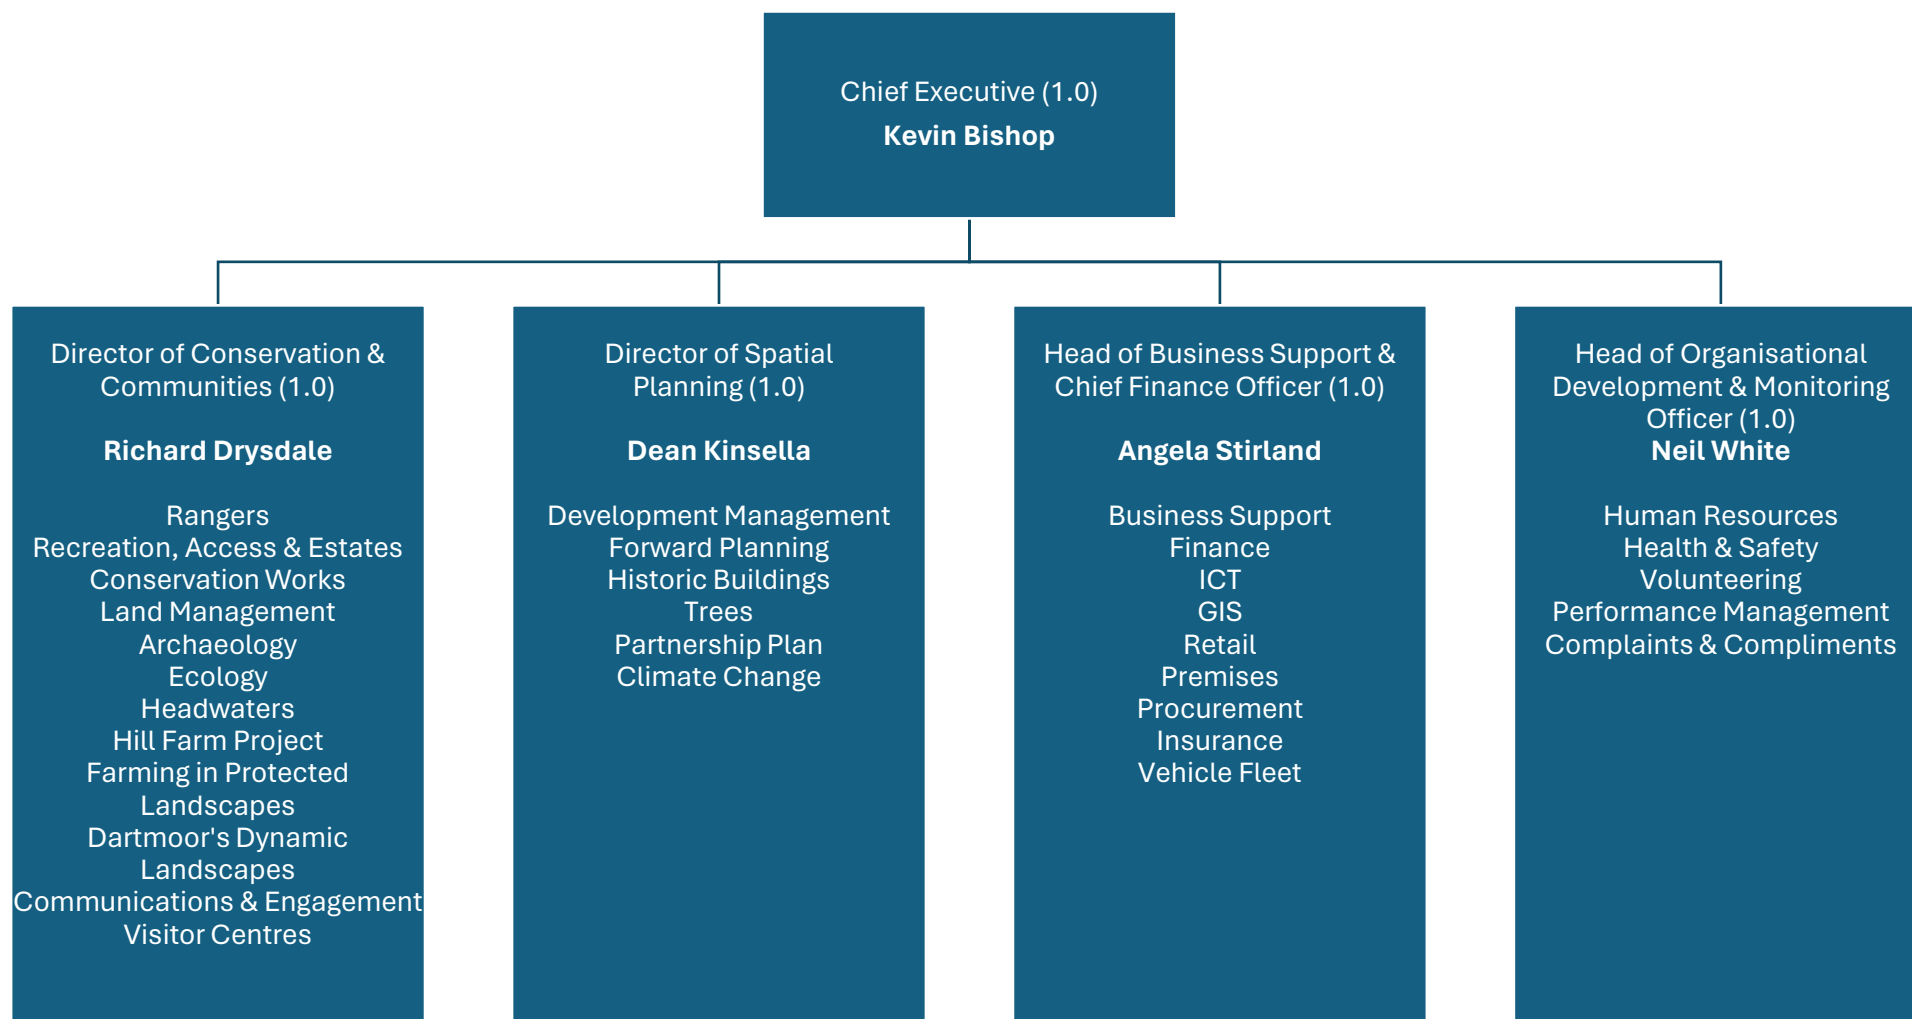 Chief Executive (1.0)
Kevin Bishop
Director of Conservation &
Communities (1.0)
Richard Drysdale
Rangers
Recreation, Access & Estates
Conservation Works
Land Management
Archaeology
Ecology
Headwaters
Hill Farm Project
Farming in Protected
Landscapes
Dartmoor's Dynamic
Landscapes
Communications & Engagement
Visitor Centres
Director of Spatial
Planning (1.0)
Dean Kinsella
Development Management
Forward Planning
Historic Buildings
Trees
Partnership Plan
Climate Change
Head of Business Support &
Chief Finance Officer (1.0)
Angela Stirland
Business Support
Finance
ICT
GIS
Retail
Premises
Procurement
Insurance
Vehicle Fleet
Head of Organisational
Development & Monitoring
Officer (1.0)
Neil White
Human Resources
Health & Safety
Volunteering
Performance Management
Complaints & Compliments